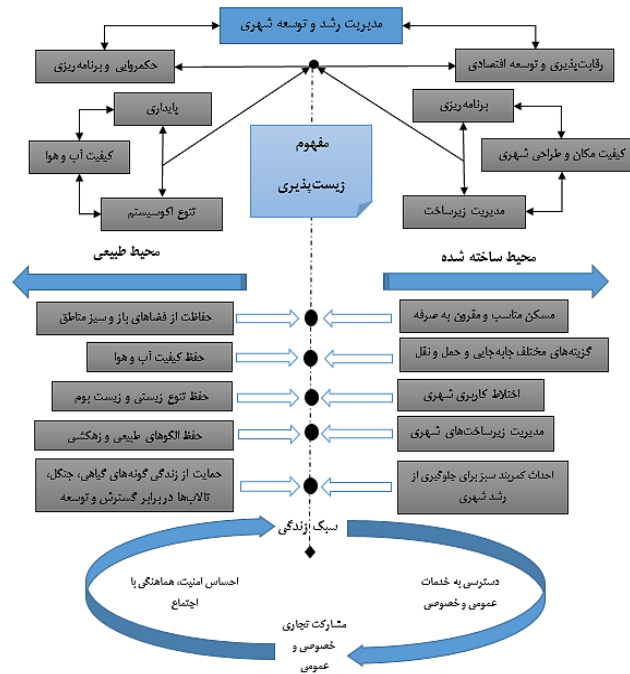 مدیریت رشد و توسعه شهری
رقابت‌پذیری و توسعه اقتصادی
حکمروایی و برنامه‌ریزی
برنامه‌ریزی
پایداری
کیفیت مکان و طراحی شهری
مفهوم
زیست‌پذیری
کیفیت آب و هوا
مدیریت زیرساخت
تنوع اکوسیستم
محیط ساخته شده
محیط طبیعی
مسکن مناسب و مقرون به صرفه
حفاظت از فضاهای باز و سبز مناطق
گزینه‌های مختلف جابه‌جایی و حمل و نقل
حفظ کیفیت آب و هوا
اختلاط کاربری شهری
حفظ تنوع زیستی و زیست بوم
مدیریت زیرساخت‌های شهری
حفظ الگوهای طبیعی و زهکشی
احداث کمربند سبز برای جلوگیری از
رشد شهری
حمایت از زندگی گونه‌های گیاهی، جنگل،
تالاب‌ها در برابر گسترش و توسعه
سبک زندگی
دسترسی به خدمات
عمومی و خصوصی
احساس امنیت، هماهنگی با
اجتماع
مشارکت تجاری
خصوصی و
عمومی